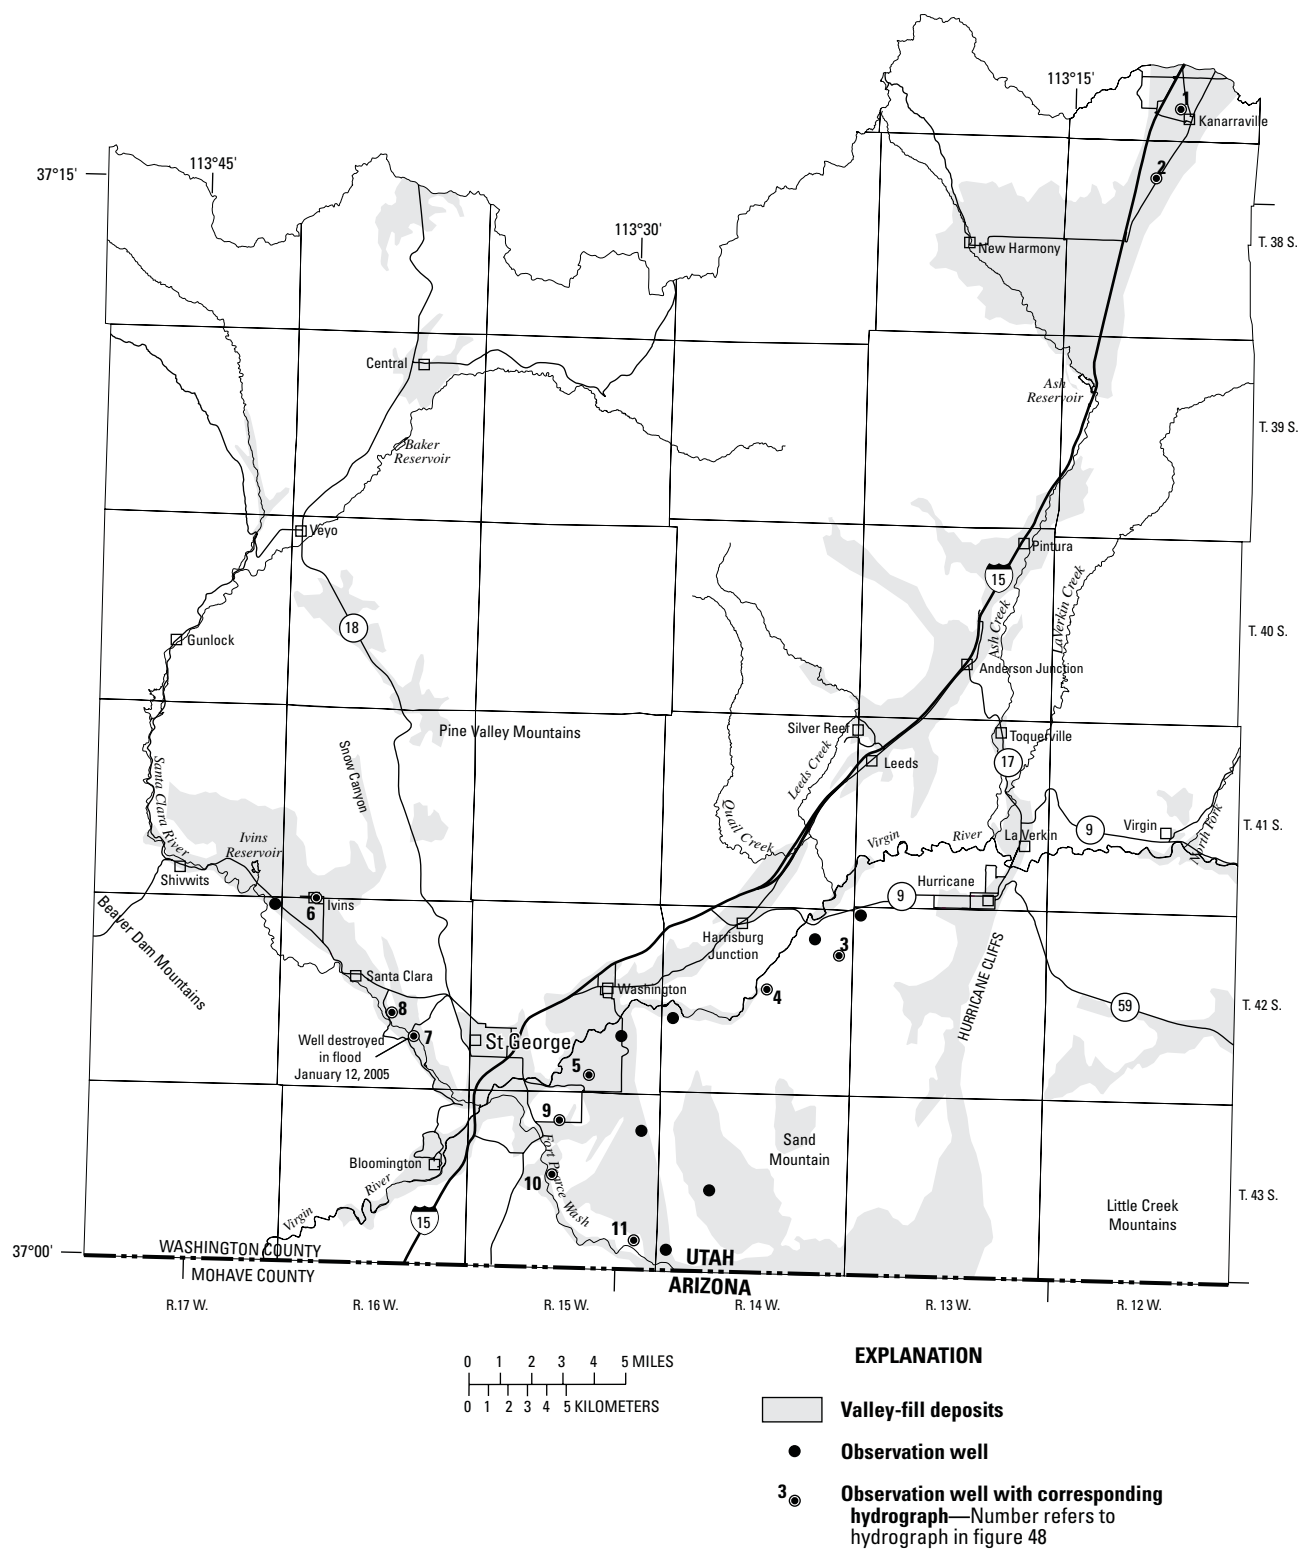 113°15'
1
Kanarraville
113°45'
37°15'
2
113°30'
T. 38 S.
New Harmony
Central
Ash
Reservoir
T. 39 S.
Baker
Reservoir
Veyo
Pintura
15
18
Ash Creek
LaVerkin Creek
T. 40 S.
Gunlock
Anderson Junction
Pine Valley Mountains
Silver Reef
Toquerville
Snow Canyon
Leeds Creek
Leeds
17
Santa Clara River
Quail Creek
Ivins
Reservoir
Virgin
River
La Verkin
9
Virgin
North Fork
T. 41 S.
Shivwits
Hurricane
9
6
Ivins
Beaver Dam Mountains
Harrisburg
Junction
3
HURRICANE CLIFFS
Santa Clara
Washington
4
59
T. 42 S.
8
7
Well destroyed
in flood
January 12, 2005
St George
5
9
Sand
Mountain
Fort Pearce Wash
Bloomington
10
River
Virgin
15
11
Little Creek
Mountains
T. 43 S.
37°00'
WASHINGTON COUNTY
MOHAVE COUNTY
UTAH
ARIZONA
R.17 W.
R. 16 W.
R. 15 W.
R. 14 W.
R. 13 W.
R. 12 W.
0 1 2 3 4 5 MILES
0 1 2 3 4 5 KILOMETERS
EXPLANATION
Valley-fill deposits
Observation well
3
Observation well with corresponding
hydrograph—Number refers to
hydrograph in figure 48